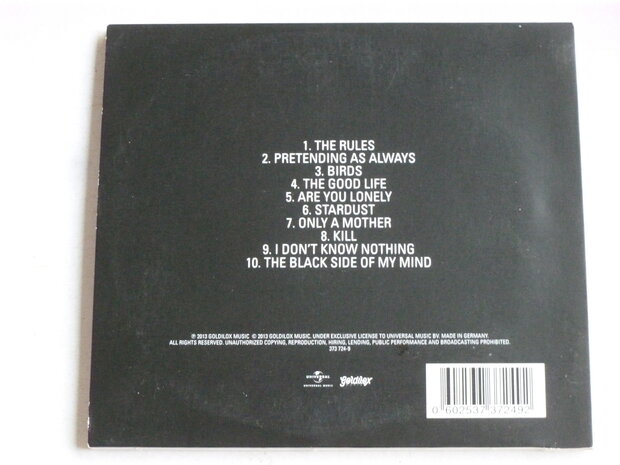 1. THE RULES
2. PRETENDING AS ALWAYS
3. BIRDS
4. THE GOOD LIFE
5. ARE YOU LONELY
6. STARDUST
7. ONLY A MOTHER
8. KILL
9. I DON'T KNOW NOTHING
10. THE BLACK SIDE OF MY MIND
℗ 2013 GOLDILOX MUSIC © 2013 GOLDILOX MUSIC. UNDER EXCLUSIVE LICENSE TO UNIVERSAL MUSIC BV. MADE IN GERMANY.
ALL RIGHTS RESERVED. UNAUTHORIZED COPYING, REPRODUCTION, HIRING, LENDING, PUBLIC PERFORMANCE AND BROADCASTING PROHIBITED.
373 724-9
UNIVERSAL
UNIVERSAL MUSIC
goldilox
0 602537 372492